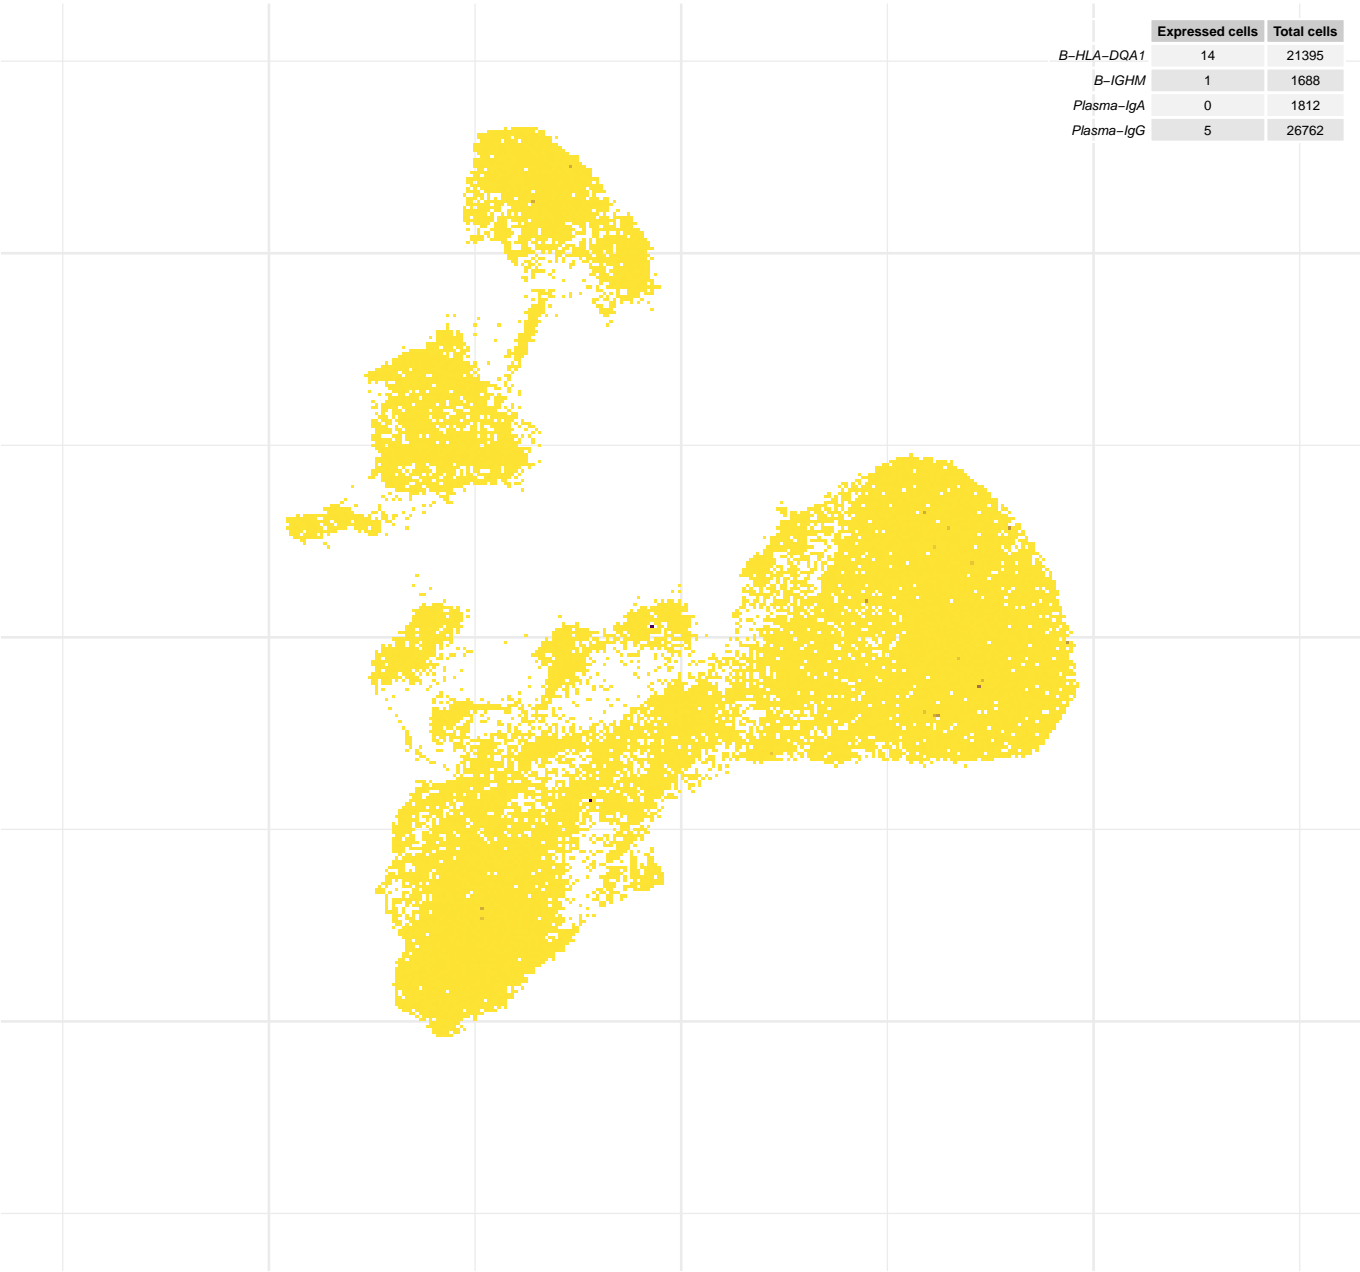 Expressed cells Total cells
B−HLA−DQA1 14 21395
B−IGHM 1 1688
Plasma−IgA 0 1812
Plasma−IgG 5 26762